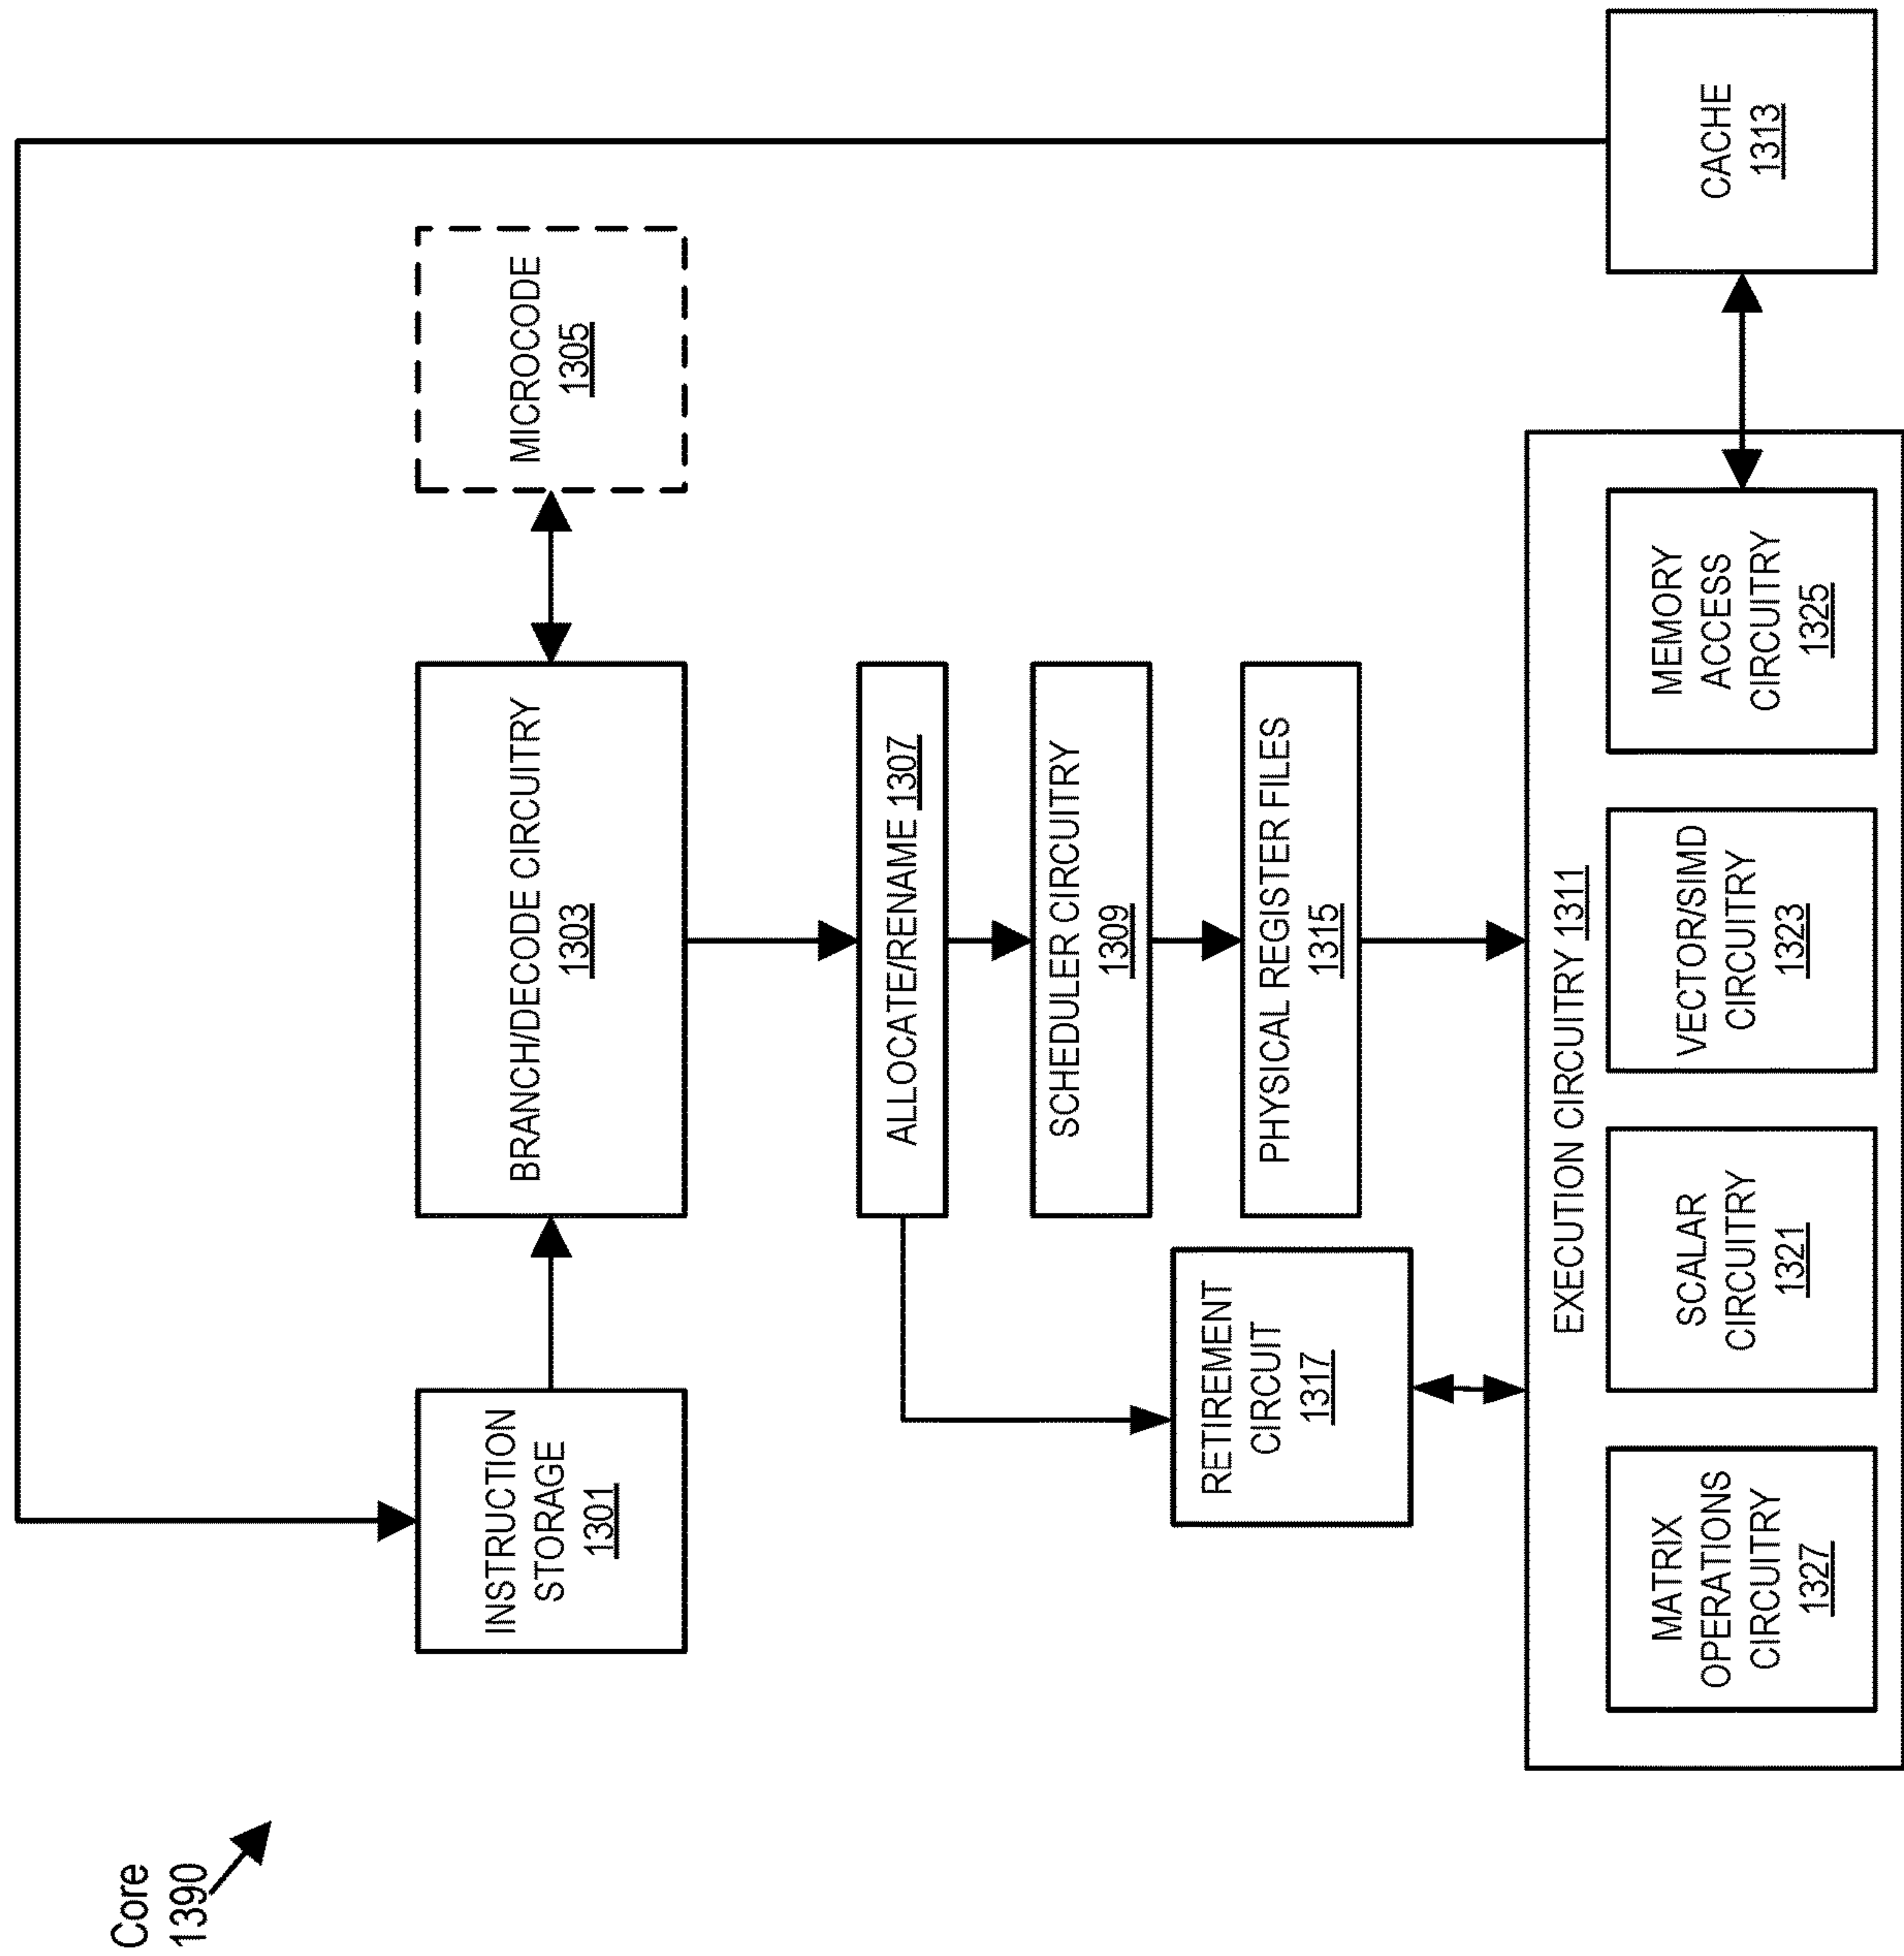 Core
1390
INSTRUCTION
STORAGE
1301
BRANCH/DECODE CIRCUITRY
1303
MICROCODE
1305
ALLOCATE/RENAME 1307
SCHEDULER CIRCUITRY
1309
PHYSICAL REGISTER FILES
1315
RETIREMENT
CIRCUIT
1317
EXECUTION CIRCUITRY 1311
MATRIX
OPERATIONS
CIRCUITRY
1327
SCALAR
CIRCUITRY
1321
VECTOR/SIMD
CIRCUITRY
1323
MEMORY
ACCESS
CIRCUITRY
1325
CACHE
1313